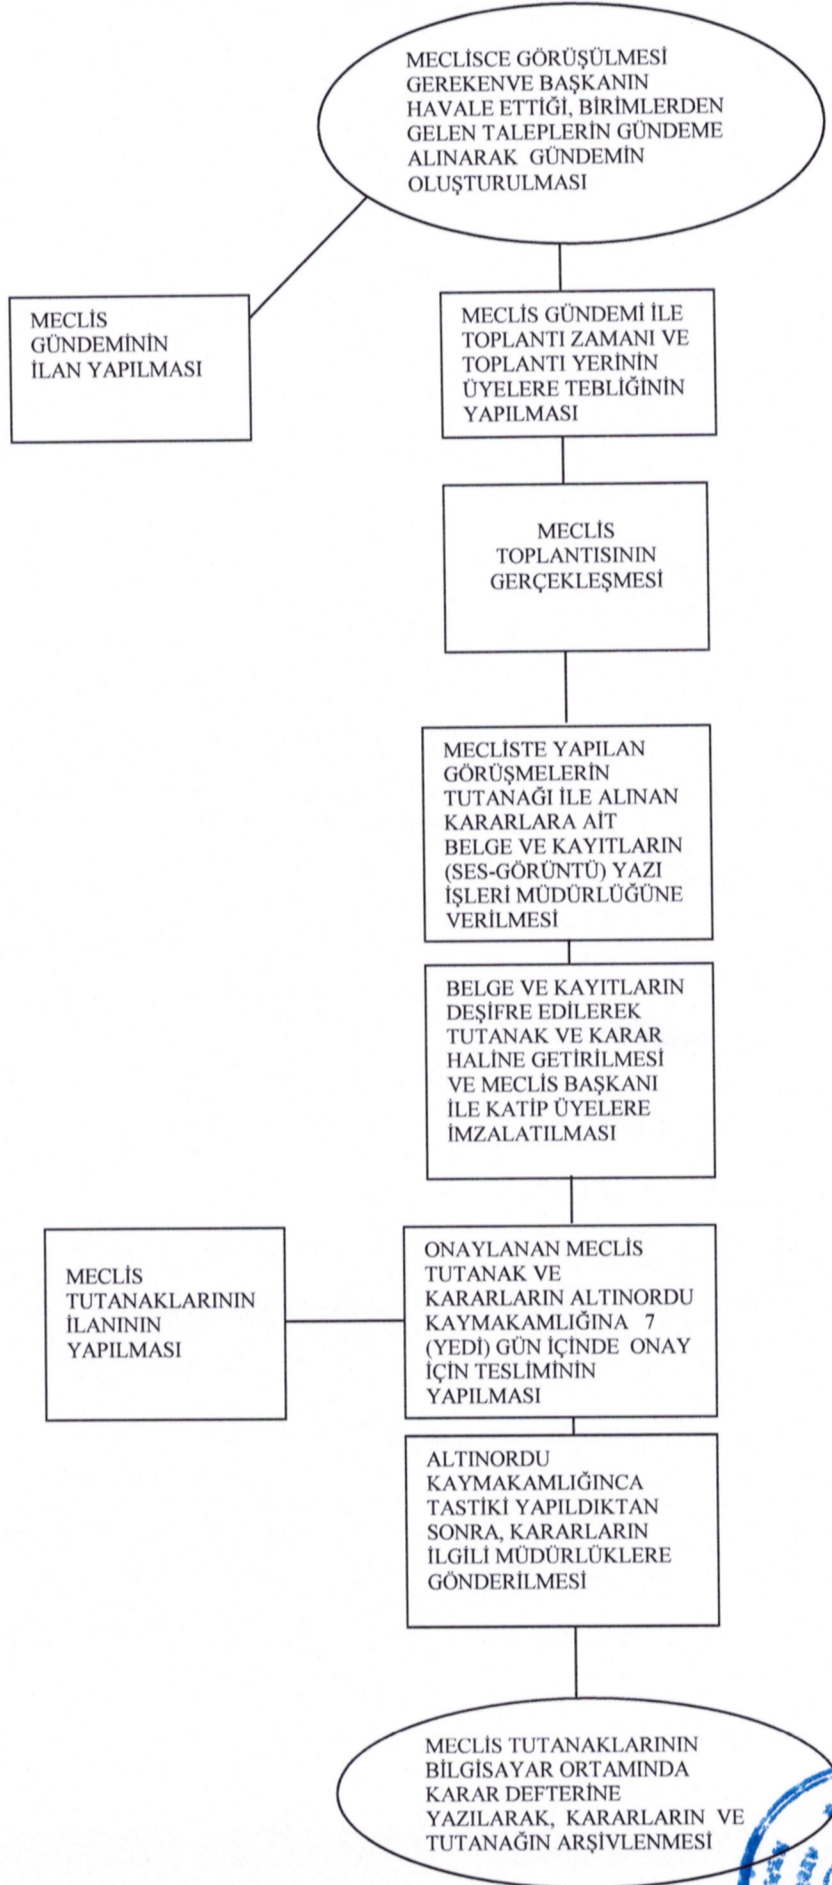 MECLİSCE GÖRÜŞÜLMESİ
GEREKENVE BAŞKANIN
HAVALE ETTİĞİ, BİRİMLERDEN
GELEN TALEPLERİN GÜNDEME
ALINARAK GÜNDEMİN
OLUŞTURULMASI
MECLİS
GÜNDEMİNİN
İLAN YAPILMASI
MECLİS GÜNDEMİ İLE
TOPLANTI ZAMANI VE
TOPLANTI YERİNİN
ÜYELERE TEBLİĞİNİN
YAPILMASI
MECLİS
TOPLANTISININ
GERÇEKLEŞMESİ
MECLİSTE YAPILAN
GÖRÜŞMELERİN
TUTANAĞI İLE ALINAN
KARARLARA AİT
BELGE VE KAYITLARIN
(SES-GÖRÜNTÜ) YAZI
İŞLERİ MÜDÜRLÜĞÜNE
VERİLMESİ
BELGE VE KAYITLARIN
DEŞİFRE EDİLEREK
TUTANAK VE KARAR
HALİNE GETİRİLMESİ
VE MECLİS BAŞKANI
İLE KATİP ÜYELERE
İMZALATILMASI
MECLİS
TUTANAKLARININ
İLANININ
YAPILMASI
ONAYLANAN MECLİS
TUTANAK VE
KARARLARIN ALTINORDU
KAYMAKAMLIĞINA 7
(YEDİ) GÜN İÇİNDE ONAY
İÇİN TESLİMİNİN
YAPILMASI
ALTINORDU
KAYMAKAMLIĞINCA
TASTİKİ YAPILDIKTAN
SONRA, KARARLARIN
İLGİLİ MÜDÜRLÜKLERE
GÖNDERİLMESİ
MECLİS TUTANAKLARININ
BİLGİSAYAR ORTAMINDA
KARAR DEFTERİNE
YAZILARAK, KARARLARIN VE
TUTANAĞIN ARŞİVLENMESİ